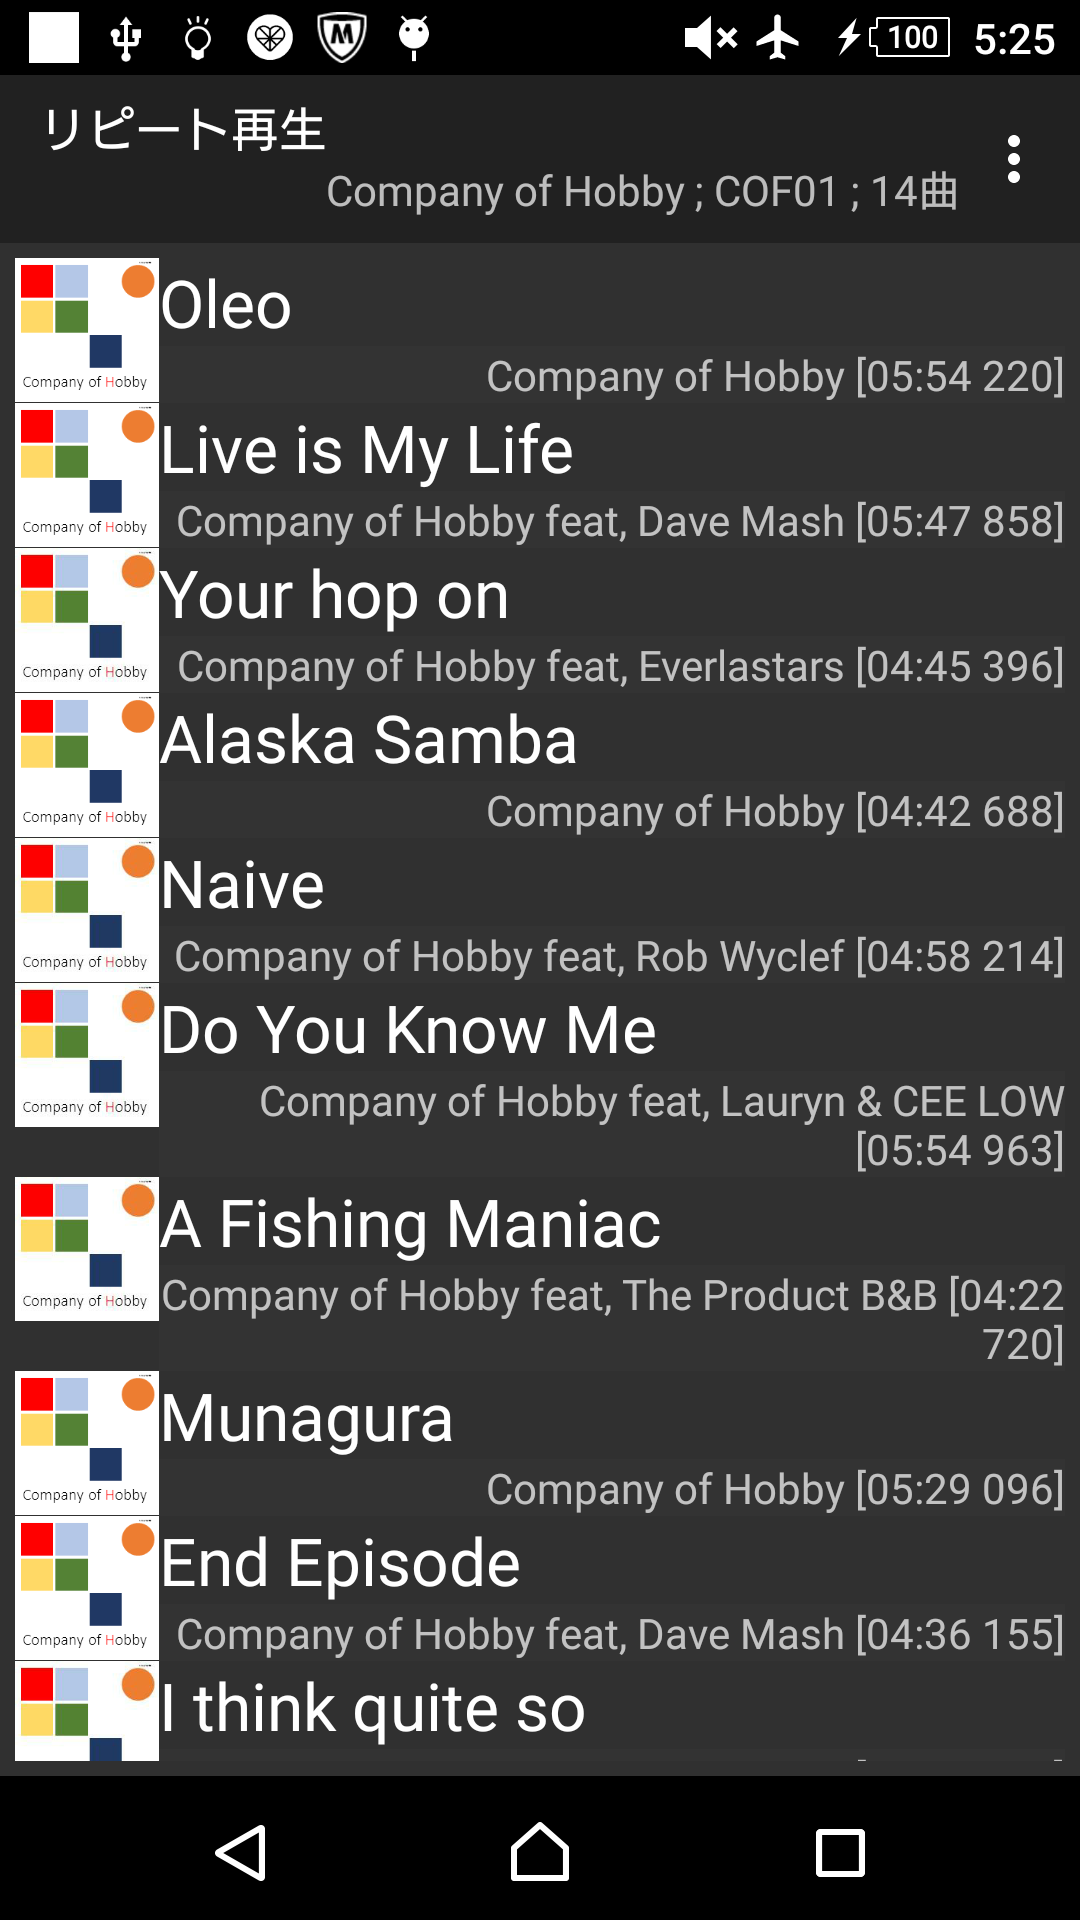 100 5:25
リピート再生
Company of Hobby ; COF01 ; 14曲
Oleo
Company of Hobby
Company of Hobby [05:54 220]
Live is My Life
Company of Hobby
Company of Hobby feat, Dave Mash [05:47 858]
Your hop on
Company of Hobby
Company of Hobby feat, Everlastars [04:45 396]
Alaska Samba
Company of Hobby
Company of Hobby [04:42 688]
Naive
Company of Hobby
Company of Hobby feat, Rob Wyclef [04:58 214]
Do You Know Me
Company of Hobby
Company of Hobby feat, Lauryn & CEE LOW
[05:54 963]
A Fishing Maniac
Company of Hobby
Company of Hobby feat, The Product B&B [04:22
720]
Munagura
Company of Hobby
Company of Hobby [05:29 096]
End Episode
Company of Hobby
Company of Hobby feat, Dave Mash [04:36 155]
I think quite so